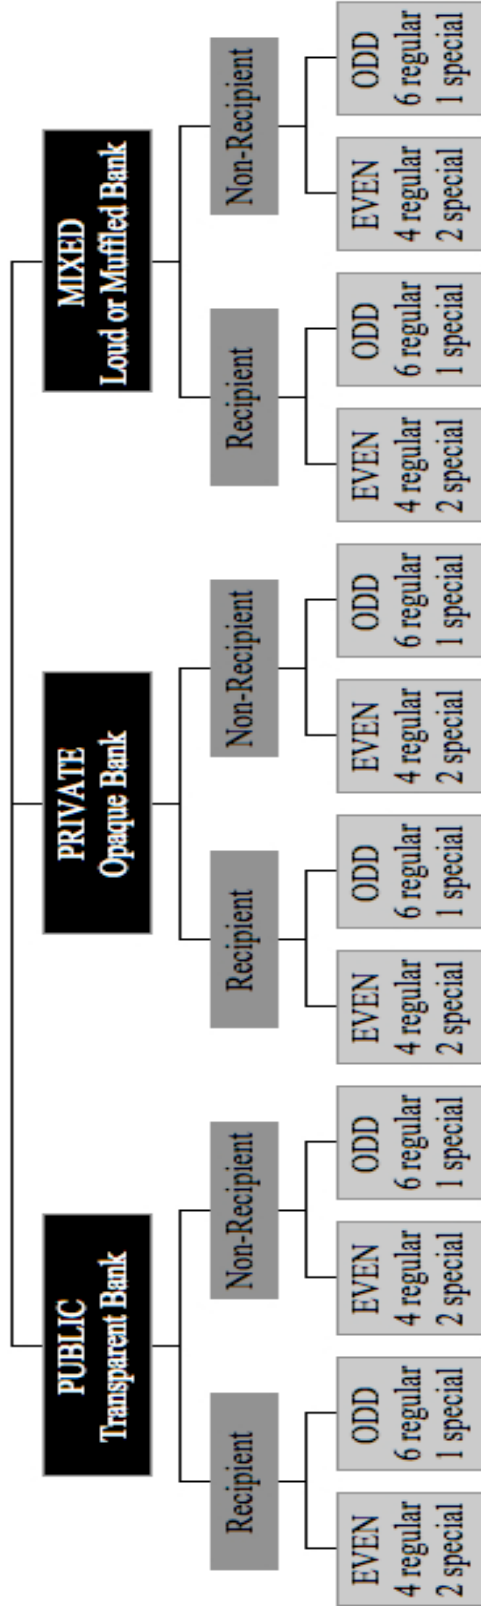 PUBLIC
Transparent Bank
PRIVATE
Opaque Bank
MIXED
Loud or Muffled Bank
Recipient
Non-Recipient
Recipient
Non-Recipient
Recipient
Non-Recipient
EVEN
4 regular
2 special
ODD
6 regular
1 special
EVEN
4 regular
2 special
ODD
6 regular
1 special
EVEN
4 regular
2 special
ODD
6 regular
1 special
EVEN
4 regular
2 special
ODD
6 regular
1 special
EVEN
4 regular
2 special
ODD
6 regular
1 special
EVEN
4 regular
2 special
ODD
6 regular
1 special